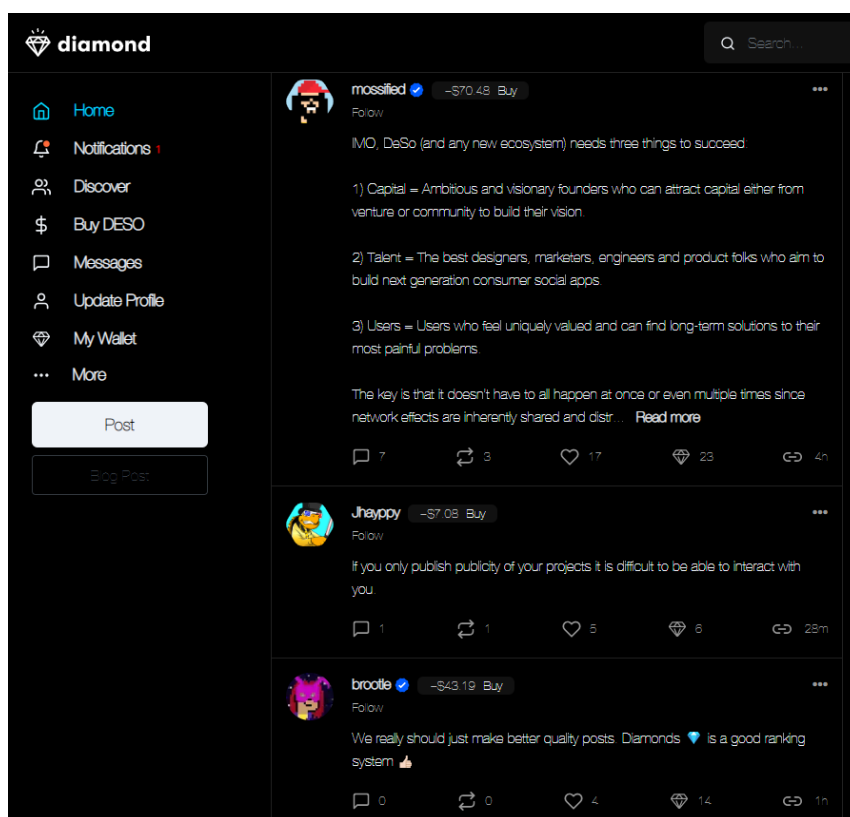 diamond
Search...
Home
Notifications 1
Discover
Buy DESO
Messages
Update Profile
My Wallet
More
Post
Blog Post
mossified ~$70.48 Buy
Follow
IMO, DeSo (and any new ecosystem) needs three things to succeed.
1) Capital = Ambitious and visionary founders who can attract capital either from
venture or community to build their vision.
2) Talent = The best designers, marketers, engineers and product folks who aim to
build next generation consumer social apps.
3) Users = Users who feel uniquely valued and can find long-term solutions to their
most painful problems.
The key is that it doesn't have to all happen at once or even multiple times since
network effects are inherently shared and distr... Read more
7 3 17 23 4h
Jhayppy ~$7.08 Buy
Follow
If you only publish publicity of your projects it is difficult to be able to interact with
you.
1 1 5 6 28m
brootle ~$43.19 Buy
Follow
We really should just make better quality posts. Diamonds 💎 is a good ranking
system 👍🏻
0 0 4 14 1h